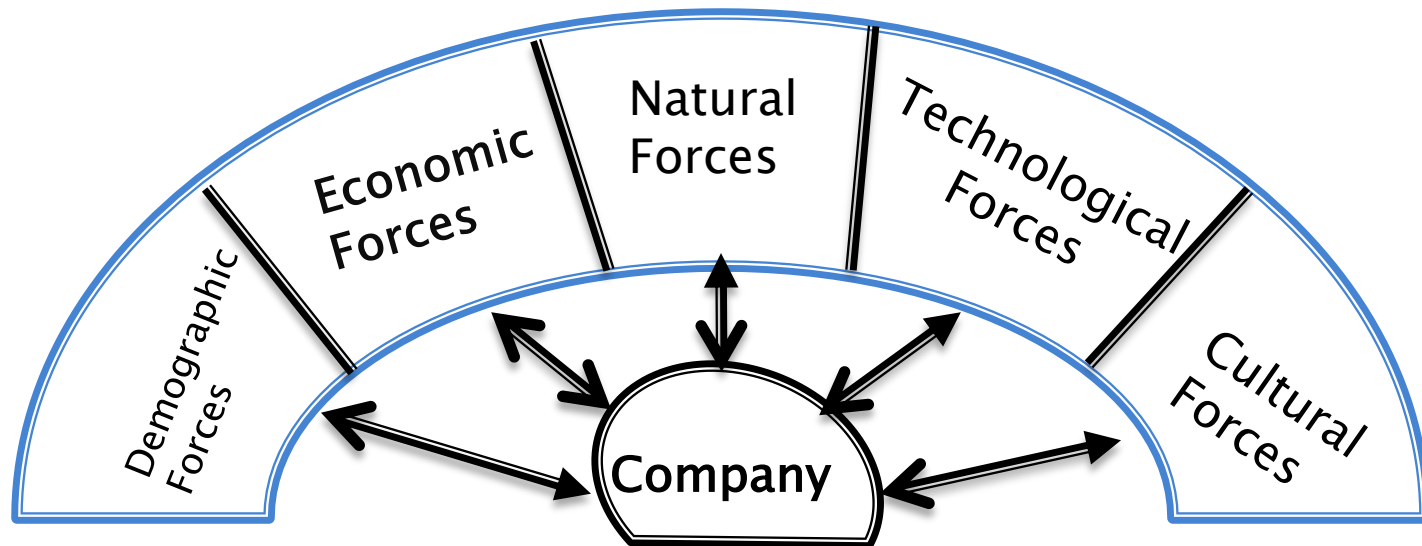 Demographic
Forces
Economic
Forces
Natural
Forces
Technological
Forces
Cultural
Forces
Company